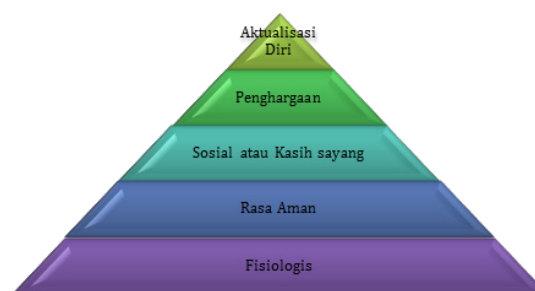 Aktualisasi
Diri
Penghargaan
Sosial atau Kasih sayang
Rasa Aman
Fisiologis